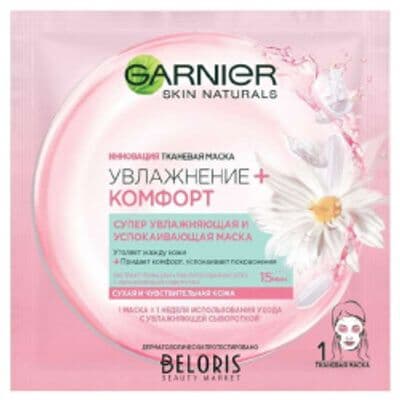 GARNIER
SKIN NATURALS
ИННОВАЦИЯ ТКАНЕВАЯ МАСКА
УВЛАЖНЕНИЕ +
КОМФОРТ
СУПЕР УВЛАЖНЯЮЩАЯ И
УСПОКАИВАЮЩАЯ МАСКА
Утоляет жажду кожи
+ Придает комфорт, успокаивает покраснения
15 мин
СУХАЯ И ЧУВСТВИТЕЛЬНАЯ КОЖА
1 МАСКА = 1 НЕДЕЛЯ ИСПОЛЬЗОВАНИЯ УХОДА
С УВЛАЖНЯЮЩЕЙ СЫВОРОТКОЙ
ДЕРМАТОЛОГИЧЕСКИ ПРОТЕСТИРОВАНО
BELORIS
BEAUTY MARKET
1
ТКАНЕВАЯ МАСКА